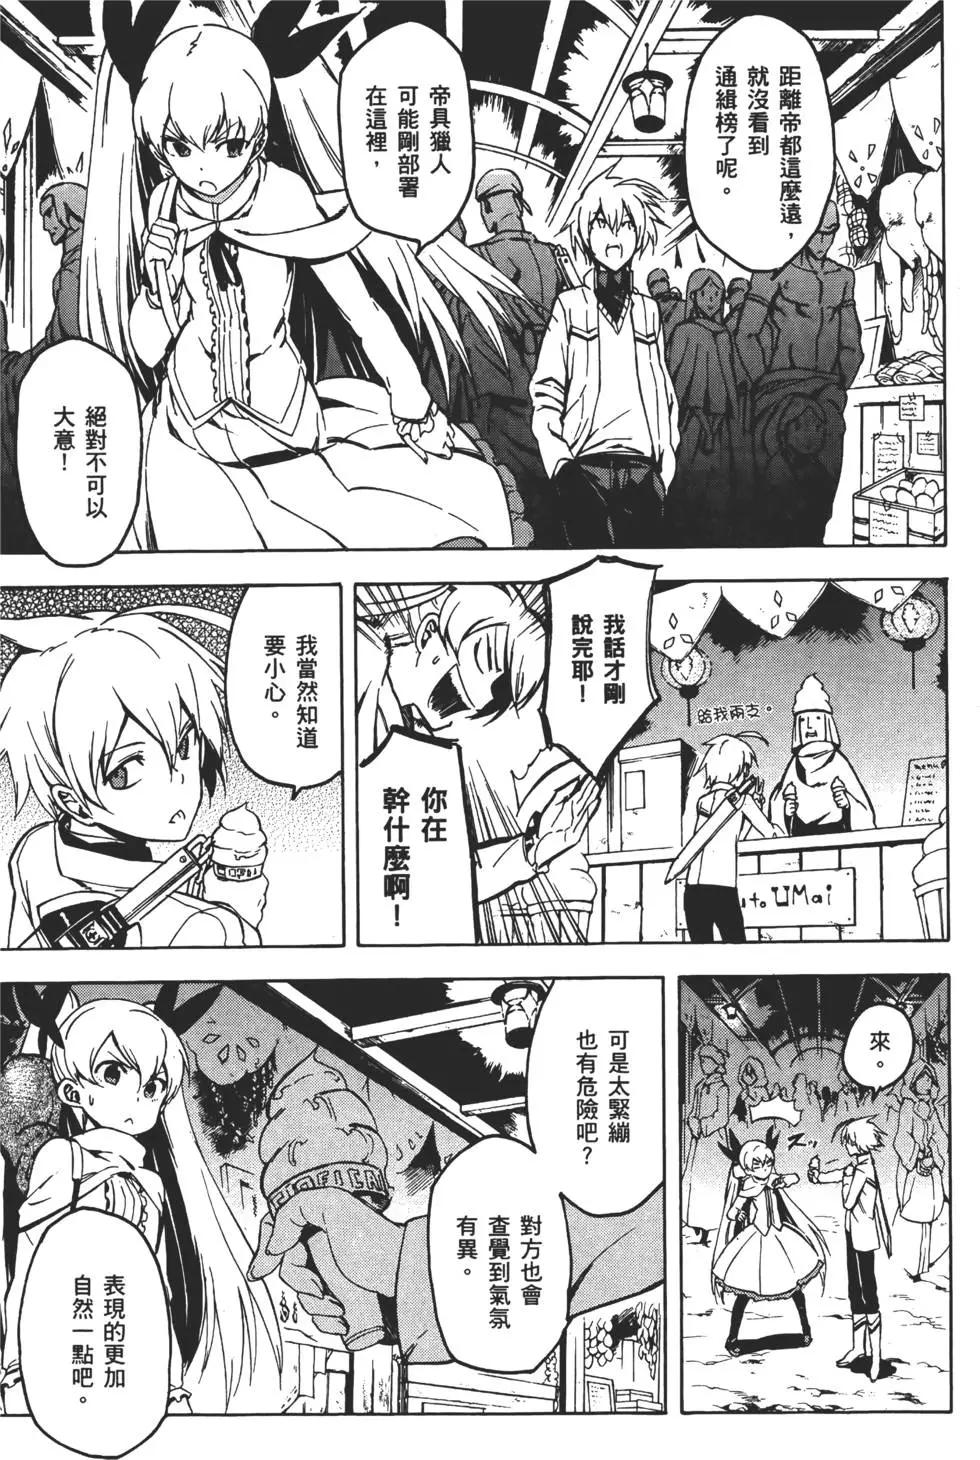 距離帝都這麼遠，
就沒看到
通緝榜了呢。
帝具獵人
可能剛部署
在這裡，
絕對不可以
大意！
給我兩支。
menu
UMai
我話才剛
說完耶！
你在
幹什麼啊！
我當然知道
要小心。
來。
可是太緊繃
也有危險吧？
對方也會
查覺到氣氛
有異。
表現的更加
自然一點吧。